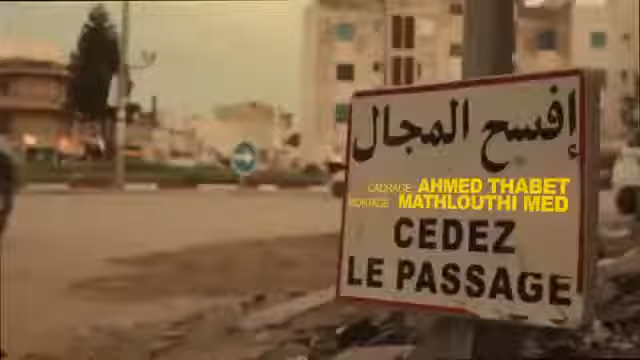 إفسح المجال
CADRAGE: AHMED THABET
MONTAGE: MATHLOUTHI MED
CEDEZ
LE PASSAGE